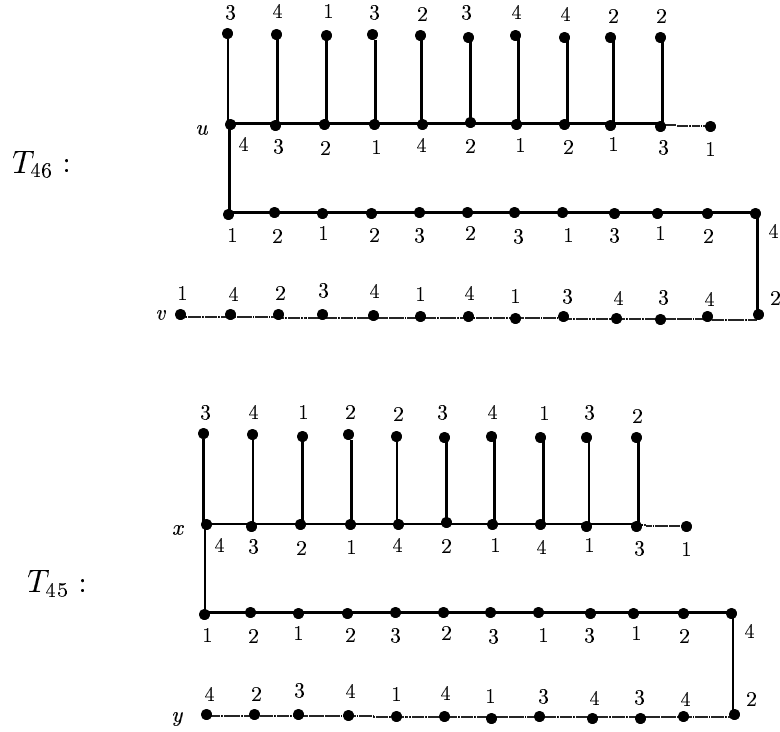 3 4 1 3 2 3 4 4 2 2
u 4 3 2 1 4 2 1 2 1 3 1
T46 :
1 2 1 2 3 2 3 1 3 1 2 4
v 1 4 2 3 4 1 4 1 3 4 3 4 2
3 4 1 2 2 3 4 1 3 2
x 4 3 2 1 4 2 1 4 1 3 1
T45 :
1 2 1 2 3 2 3 1 3 1 2 4
4 2 3 4 1 4 1 3 4 3 4 2
y